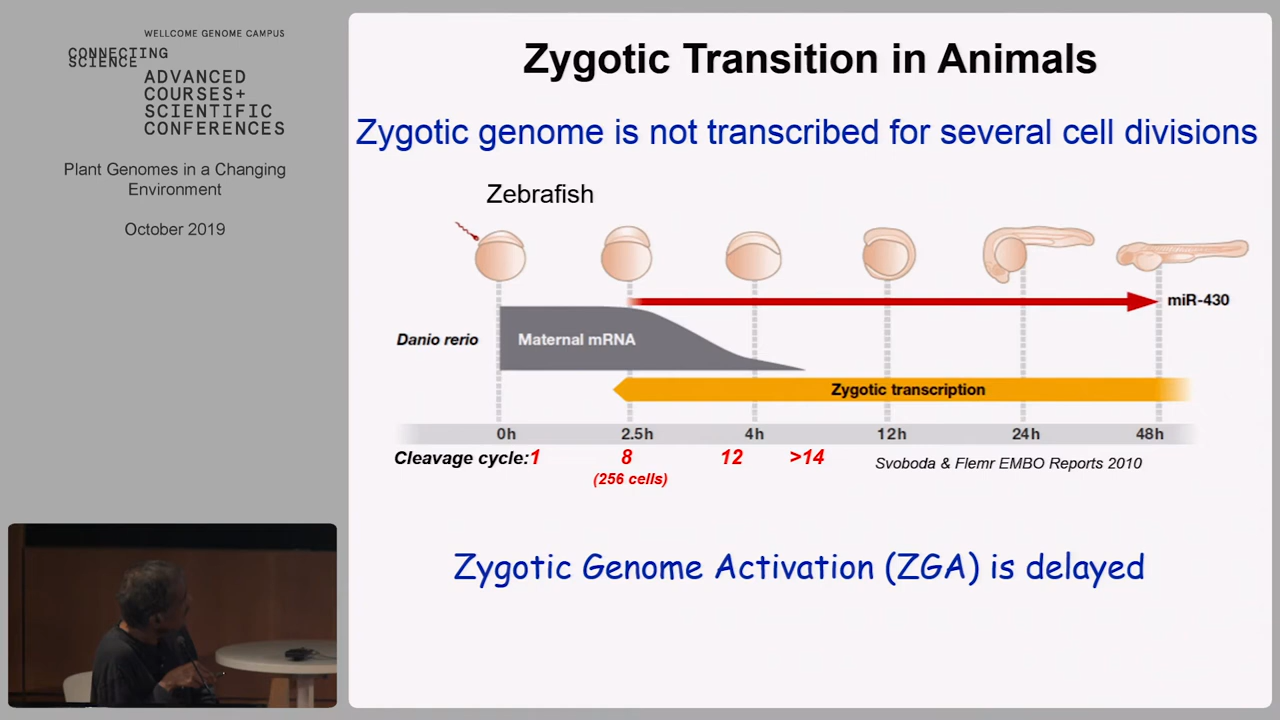 WELLCOME GENOME CAMPUS
CONNECTING
SCIENCE
ADVANCED
COURSES+
SCIENTIFIC
CONFERENCES
Plant Genomes in a Changing
Environment
October 2019
Zygotic Transition in Animals
Zygotic genome is not transcribed for several cell divisions
Zebrafish
miR-430
Danio rerio
Maternal mRNA
Zygotic transcription
0h 2.5h 4h 12h 24h 48h
Cleavage cycle:1 8 12 >14
(256 cells)
Svoboda & Flemr EMBO Reports 2010
Zygotic Genome Activation (ZGA) is delayed